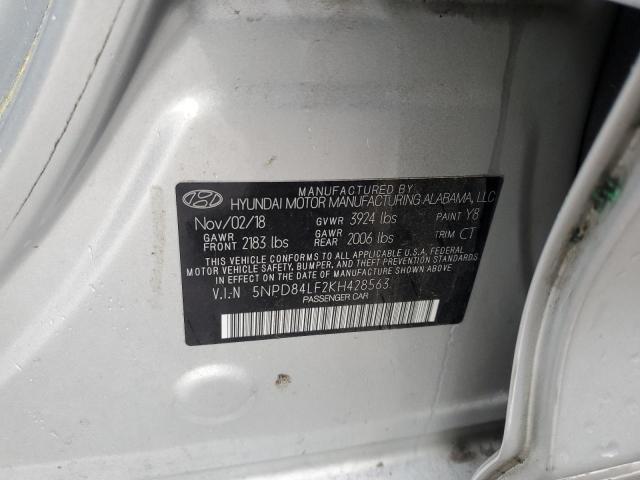 MANUFACTURED BY
HYUNDAI MOTOR MANUFACTURING ALABAMA, LLC
Nov/02/18 GVWR 3924 lbs PAINT Y8
GAWR FRONT 2183 lbs GAWR REAR 2006 lbs TRIM CT
THIS VEHICLE CONFORMS TO ALL APPLICABLE U.S.A. FEDERAL
MOTOR VEHICLE SAFETY, BUMPER, AND THEFT PREVENTION STANDARDS
IN EFFECT ON THE DATE OF MANUFACTURE SHOWN ABOVE.
V.I.N 5NPD84LF2KH428563
PASSENGER CAR